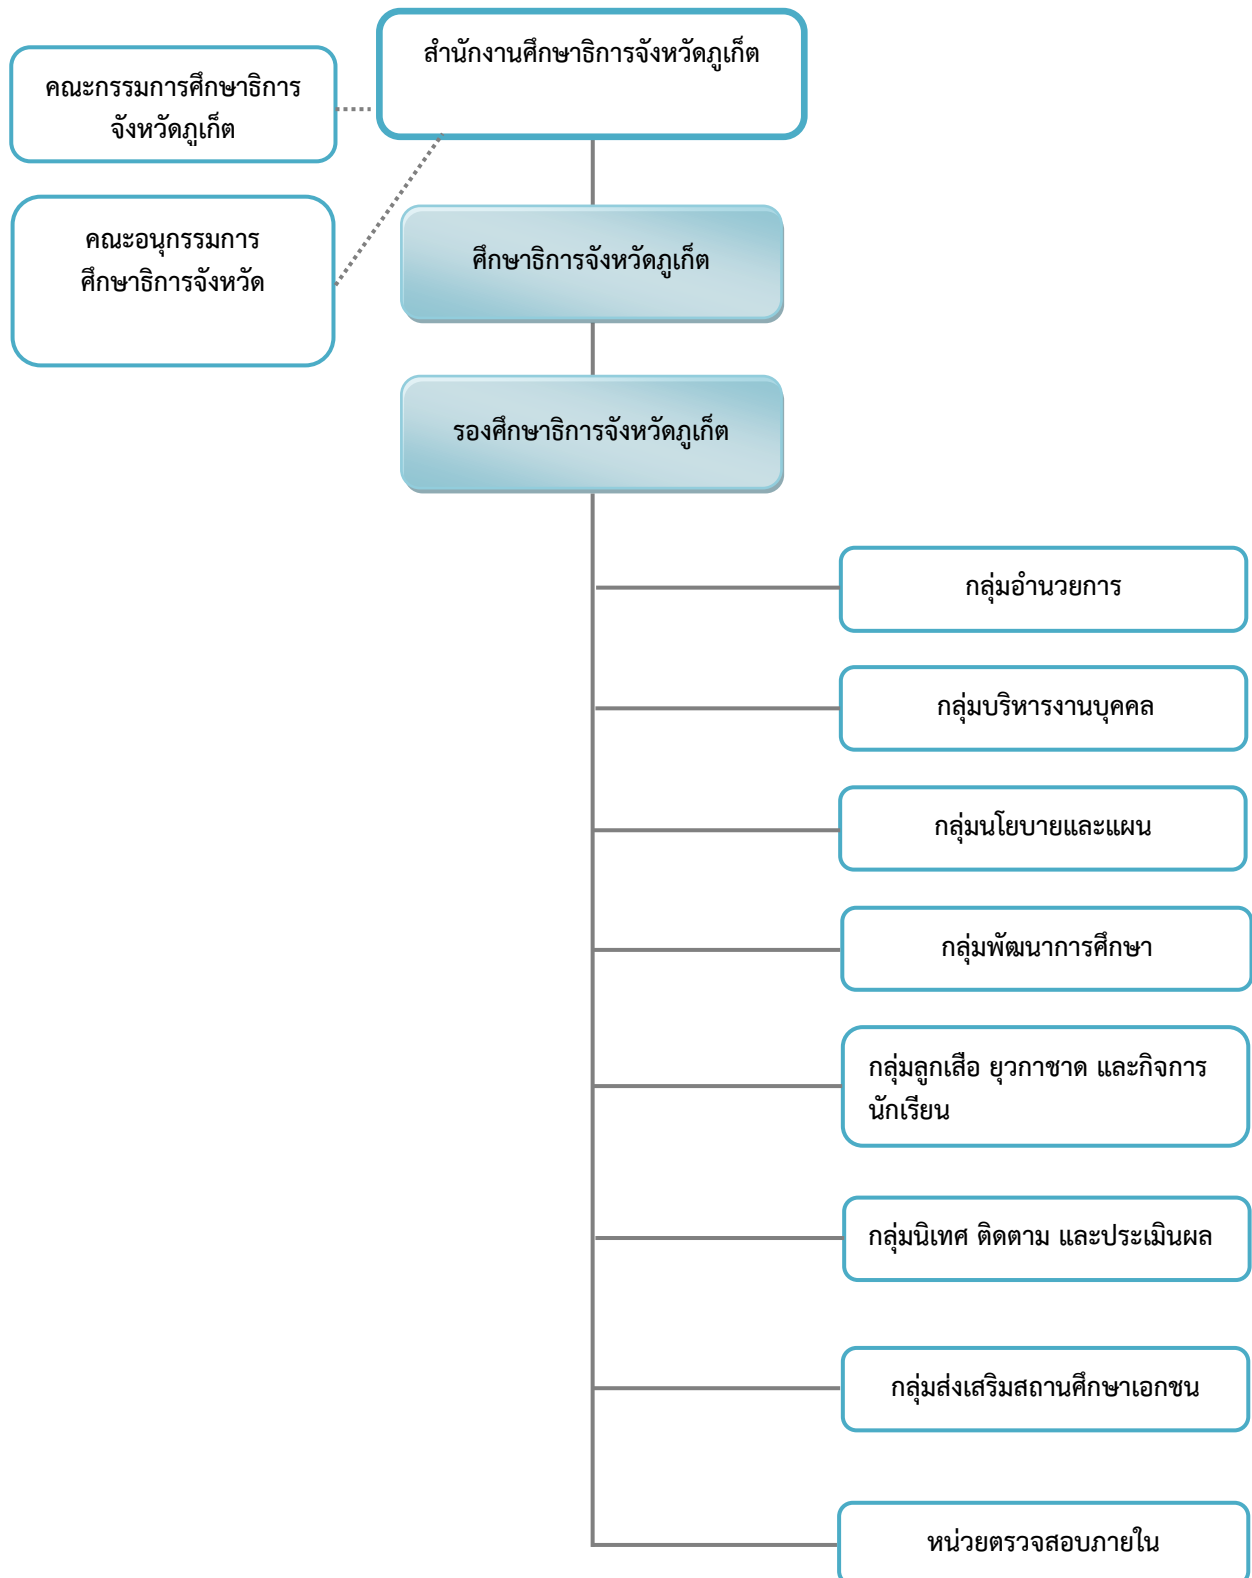 สำนักงานศึกษาธิการจังหวัดภูเก็ต
คณะกรรมการศึกษาธิการ
จังหวัดภูเก็ต
คณะอนุกรรมการ
ศึกษาธิการจังหวัด
ศึกษาธิการจังหวัดภูเก็ต
รองศึกษาธิการจังหวัดภูเก็ต
กลุ่มอำนวยการ
กลุ่มบริหารงานบุคคล
กลุ่มนโยบายและแผน
กลุ่มพัฒนาการศึกษา
กลุ่มลูกเสือ ยุวกาชาด และกิจการ
นักเรียน
กลุ่มนิเทศ ติดตาม และประเมินผล
กลุ่มส่งเสริมสถานศึกษาเอกชน
หน่วยตรวจสอบภายใน